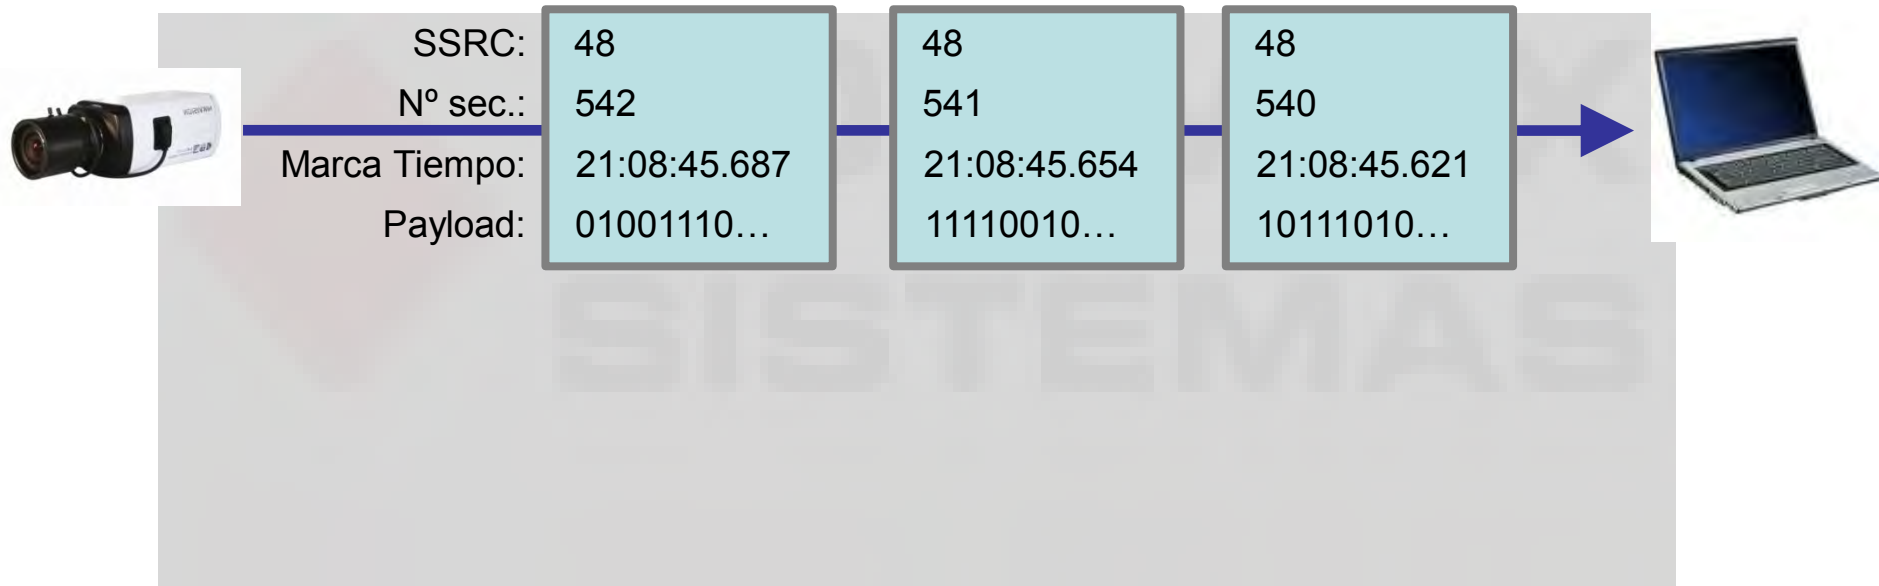 SSRC: 48 48 48
Nº sec.: 542 541 540
Marca Tiempo: 21:08:45.687 21:08:45.654 21:08:45.621
Payload: 01001110... 11110010... 10111010...
SISTEMAS